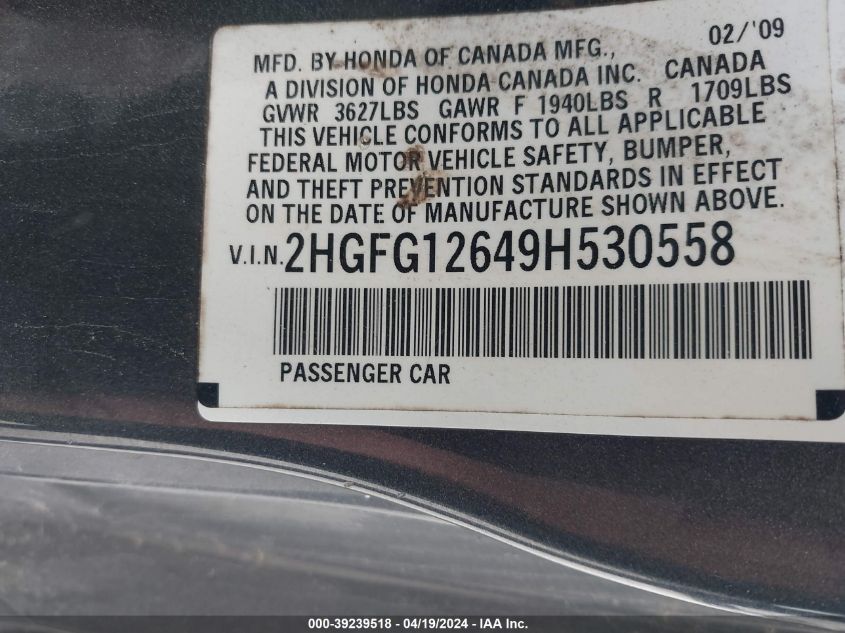 02/'09
MFD. BY HONDA OF CANADA MFG.,
A DIVISION OF HONDA CANADA INC. CANADA
GVWR 3627LBS GAWR F 1940LBS R 1709LBS
THIS VEHICLE CONFORMS TO ALL APPLICABLE
FEDERAL MOTOR VEHICLE SAFETY, BUMPER,
AND THEFT PREVENTION STANDARDS IN EFFECT
ON THE DATE OF MANUFACTURE SHOWN ABOVE.
V.I.N. 2HGFG12649H530558
PASSENGER CAR
000-39239518 - 04/19/2024 - IAA Inc.